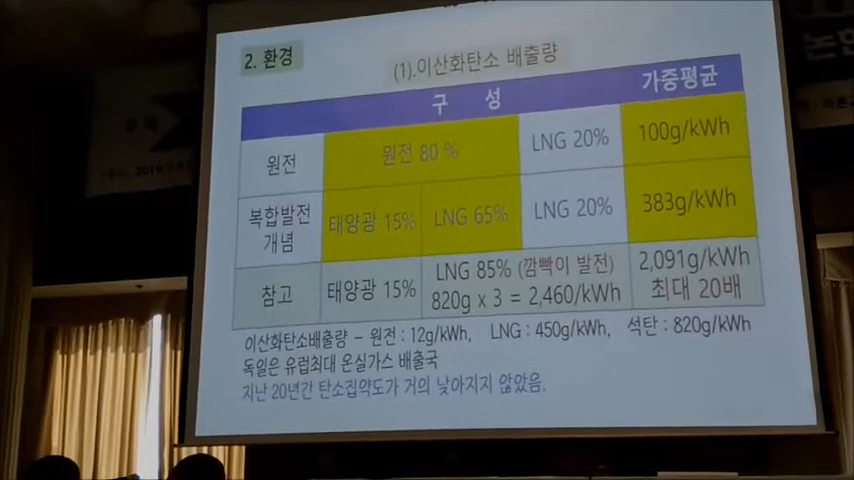 2. 환경
(1).이산화탄소 배출량
구 성
가중평균
원전
원전 80 %
LNG 20%
100g/kWh
복합발전
개념
태양광 15%
LNG 65%
LNG 20%
383g/kWh
참고
태양광 15%
LNG 85% (깜빡이 발전)
820g x 3 = 2,460/kWh
2,091g/kWh
최대 20배
이산화탄소배출량 – 원전 : 12g/kWh, LNG : 450g/kWh, 석탄 : 820g/kWh
독일은 유럽최대 온실가스 배출국
지난 20년간 탄소집약도가 거의 낮아지지 않았음.